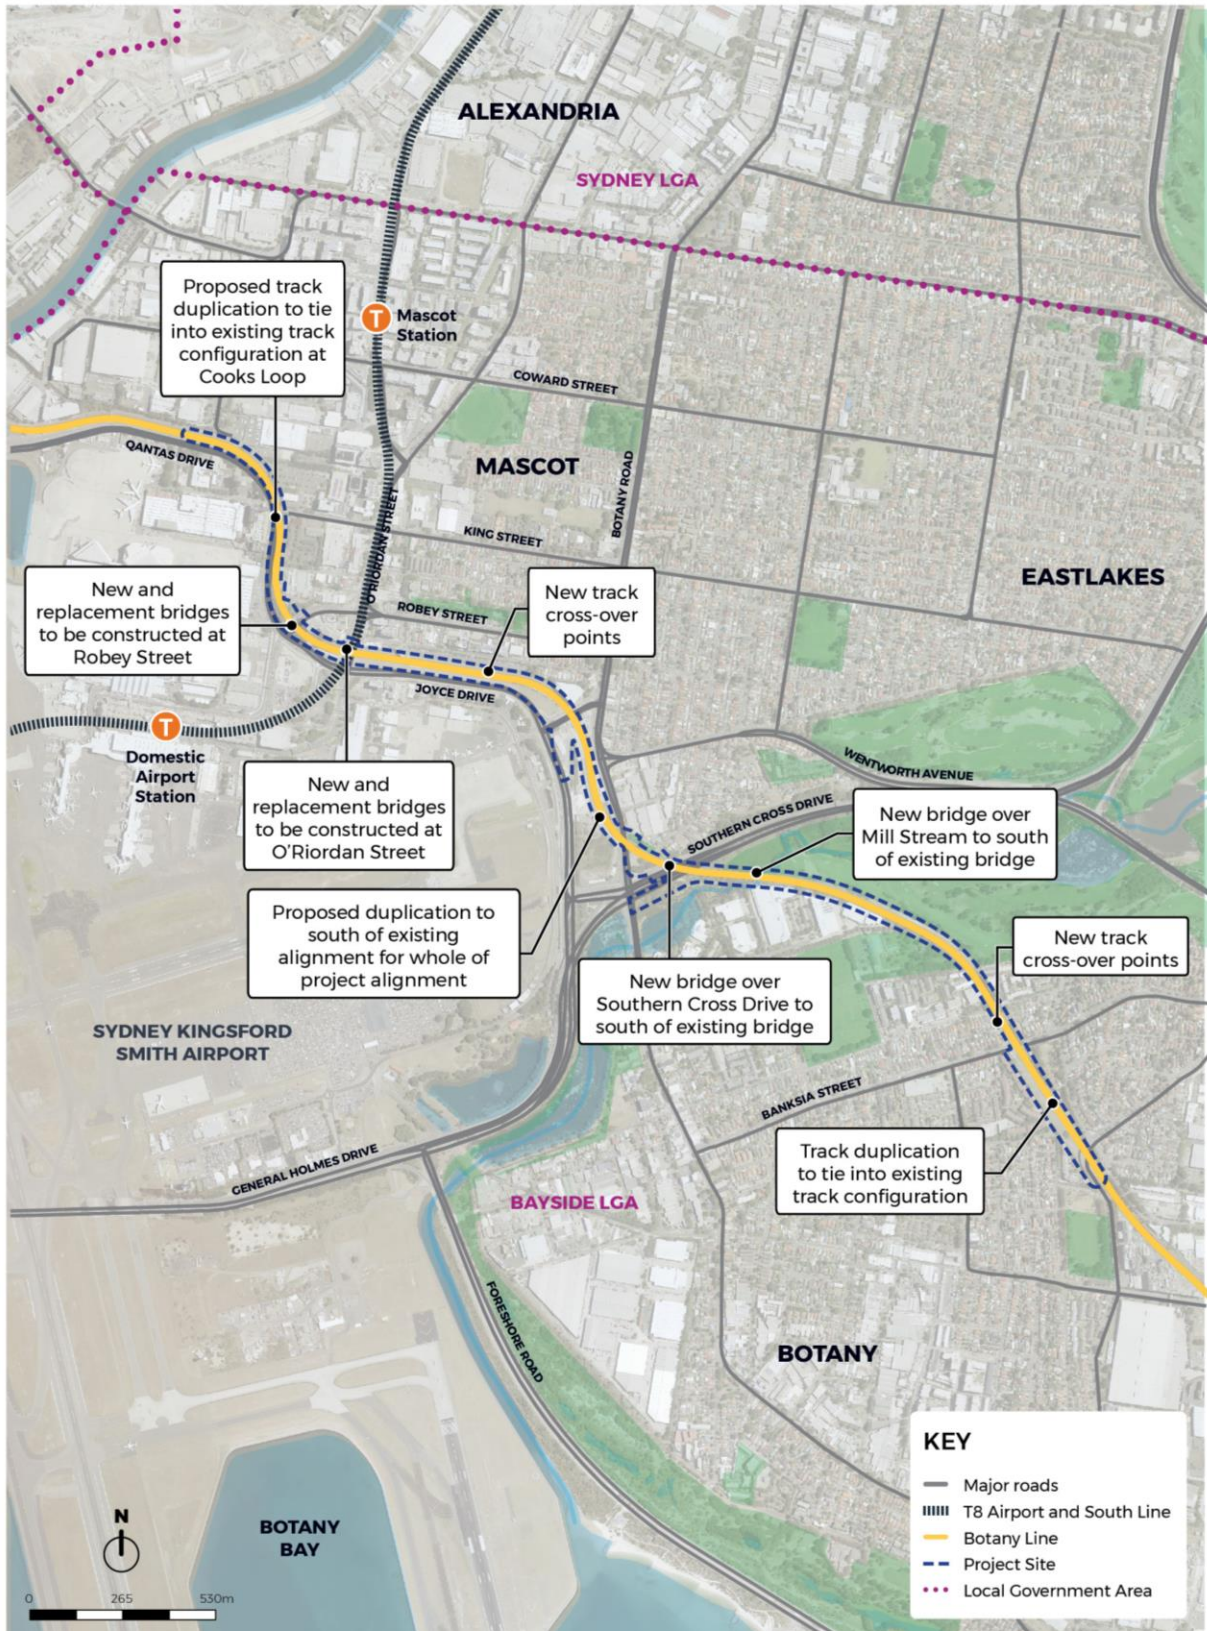 ALEXANDRIA
SYDNEY LGA
Proposed track
duplication to tie
into existing track
configuration at
Cooks Loop
T
Mascot
Station
COWARD STREET
QANTAS DRIVE
MASCOT
BOTANY ROAD
O'RIORDAN STREET
KING STREET
EASTLAKES
New and
replacement bridges
to be constructed at
Robey Street
ROBEY STREET
New track
cross-over
points
JOYCE DRIVE
T
Domestic
Airport
Station
New and
replacement bridges
to be constructed at
O'Riordan Street
WENTWORTH AVENUE
SOUTHERN CROSS DRIVE
New bridge over
Mill Stream to south
of existing bridge
Proposed duplication to
south of existing
alignment for whole of
project alignment
New bridge over
Southern Cross Drive to
south of existing bridge
New track
cross-over points
SYDNEY KINGSFORD
SMITH AIRPORT
BANKSIA STREET
Track duplication
to tie into existing
track configuration
GENERAL HOLMES DRIVE
BAYSIDE LGA
FORESHORE ROAD
BOTANY
KEY
Major roads
T8 Airport and South Line
Botany Line
Project Site
Local Government Area
N
BOTANY
BAY
0 265 530m